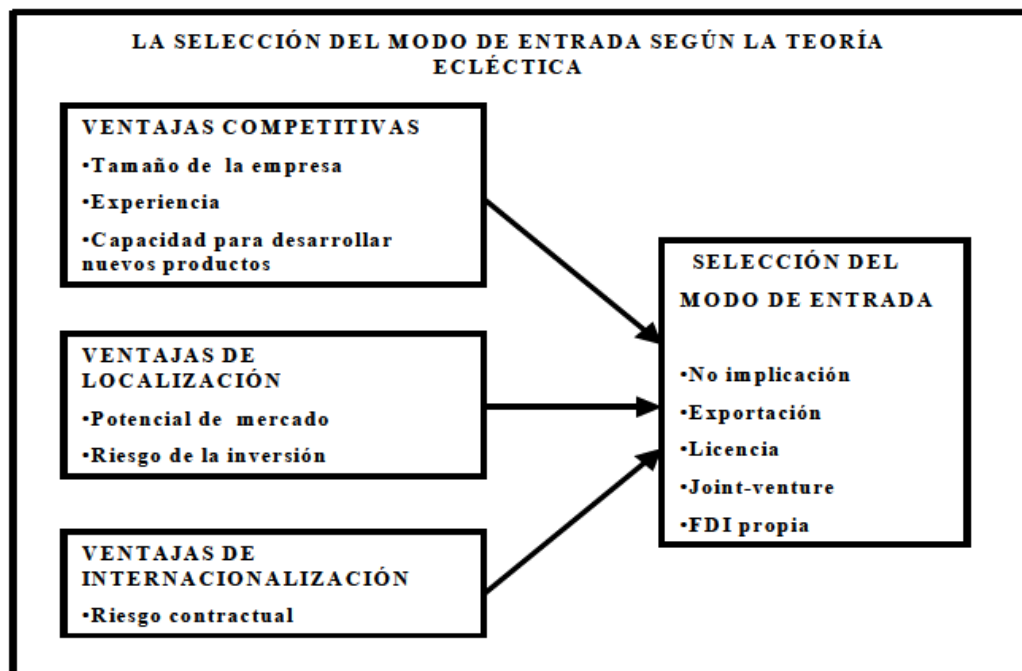 LA SELECCIÓN DEL MODO DE ENTRADA SEGÚN LA TEORÍA
ECLÉCTICA
VENTAJAS COMPETITIVAS
•Tamaño de la empresa
•Experiencia
•Capacidad para desarrollar
nuevos productos
VENTAJAS DE
LOCALIZACIÓN
•Potencial de mercado
•Riesgo de la inversión
VENTAJAS DE
INTERNACIONALIZACIÓN
•Riesgo contractual
SELECCIÓN DEL
MODO DE ENTRADA
•No implicación
•Exportación
•Licencia
•Joint-venture
•FDI propia